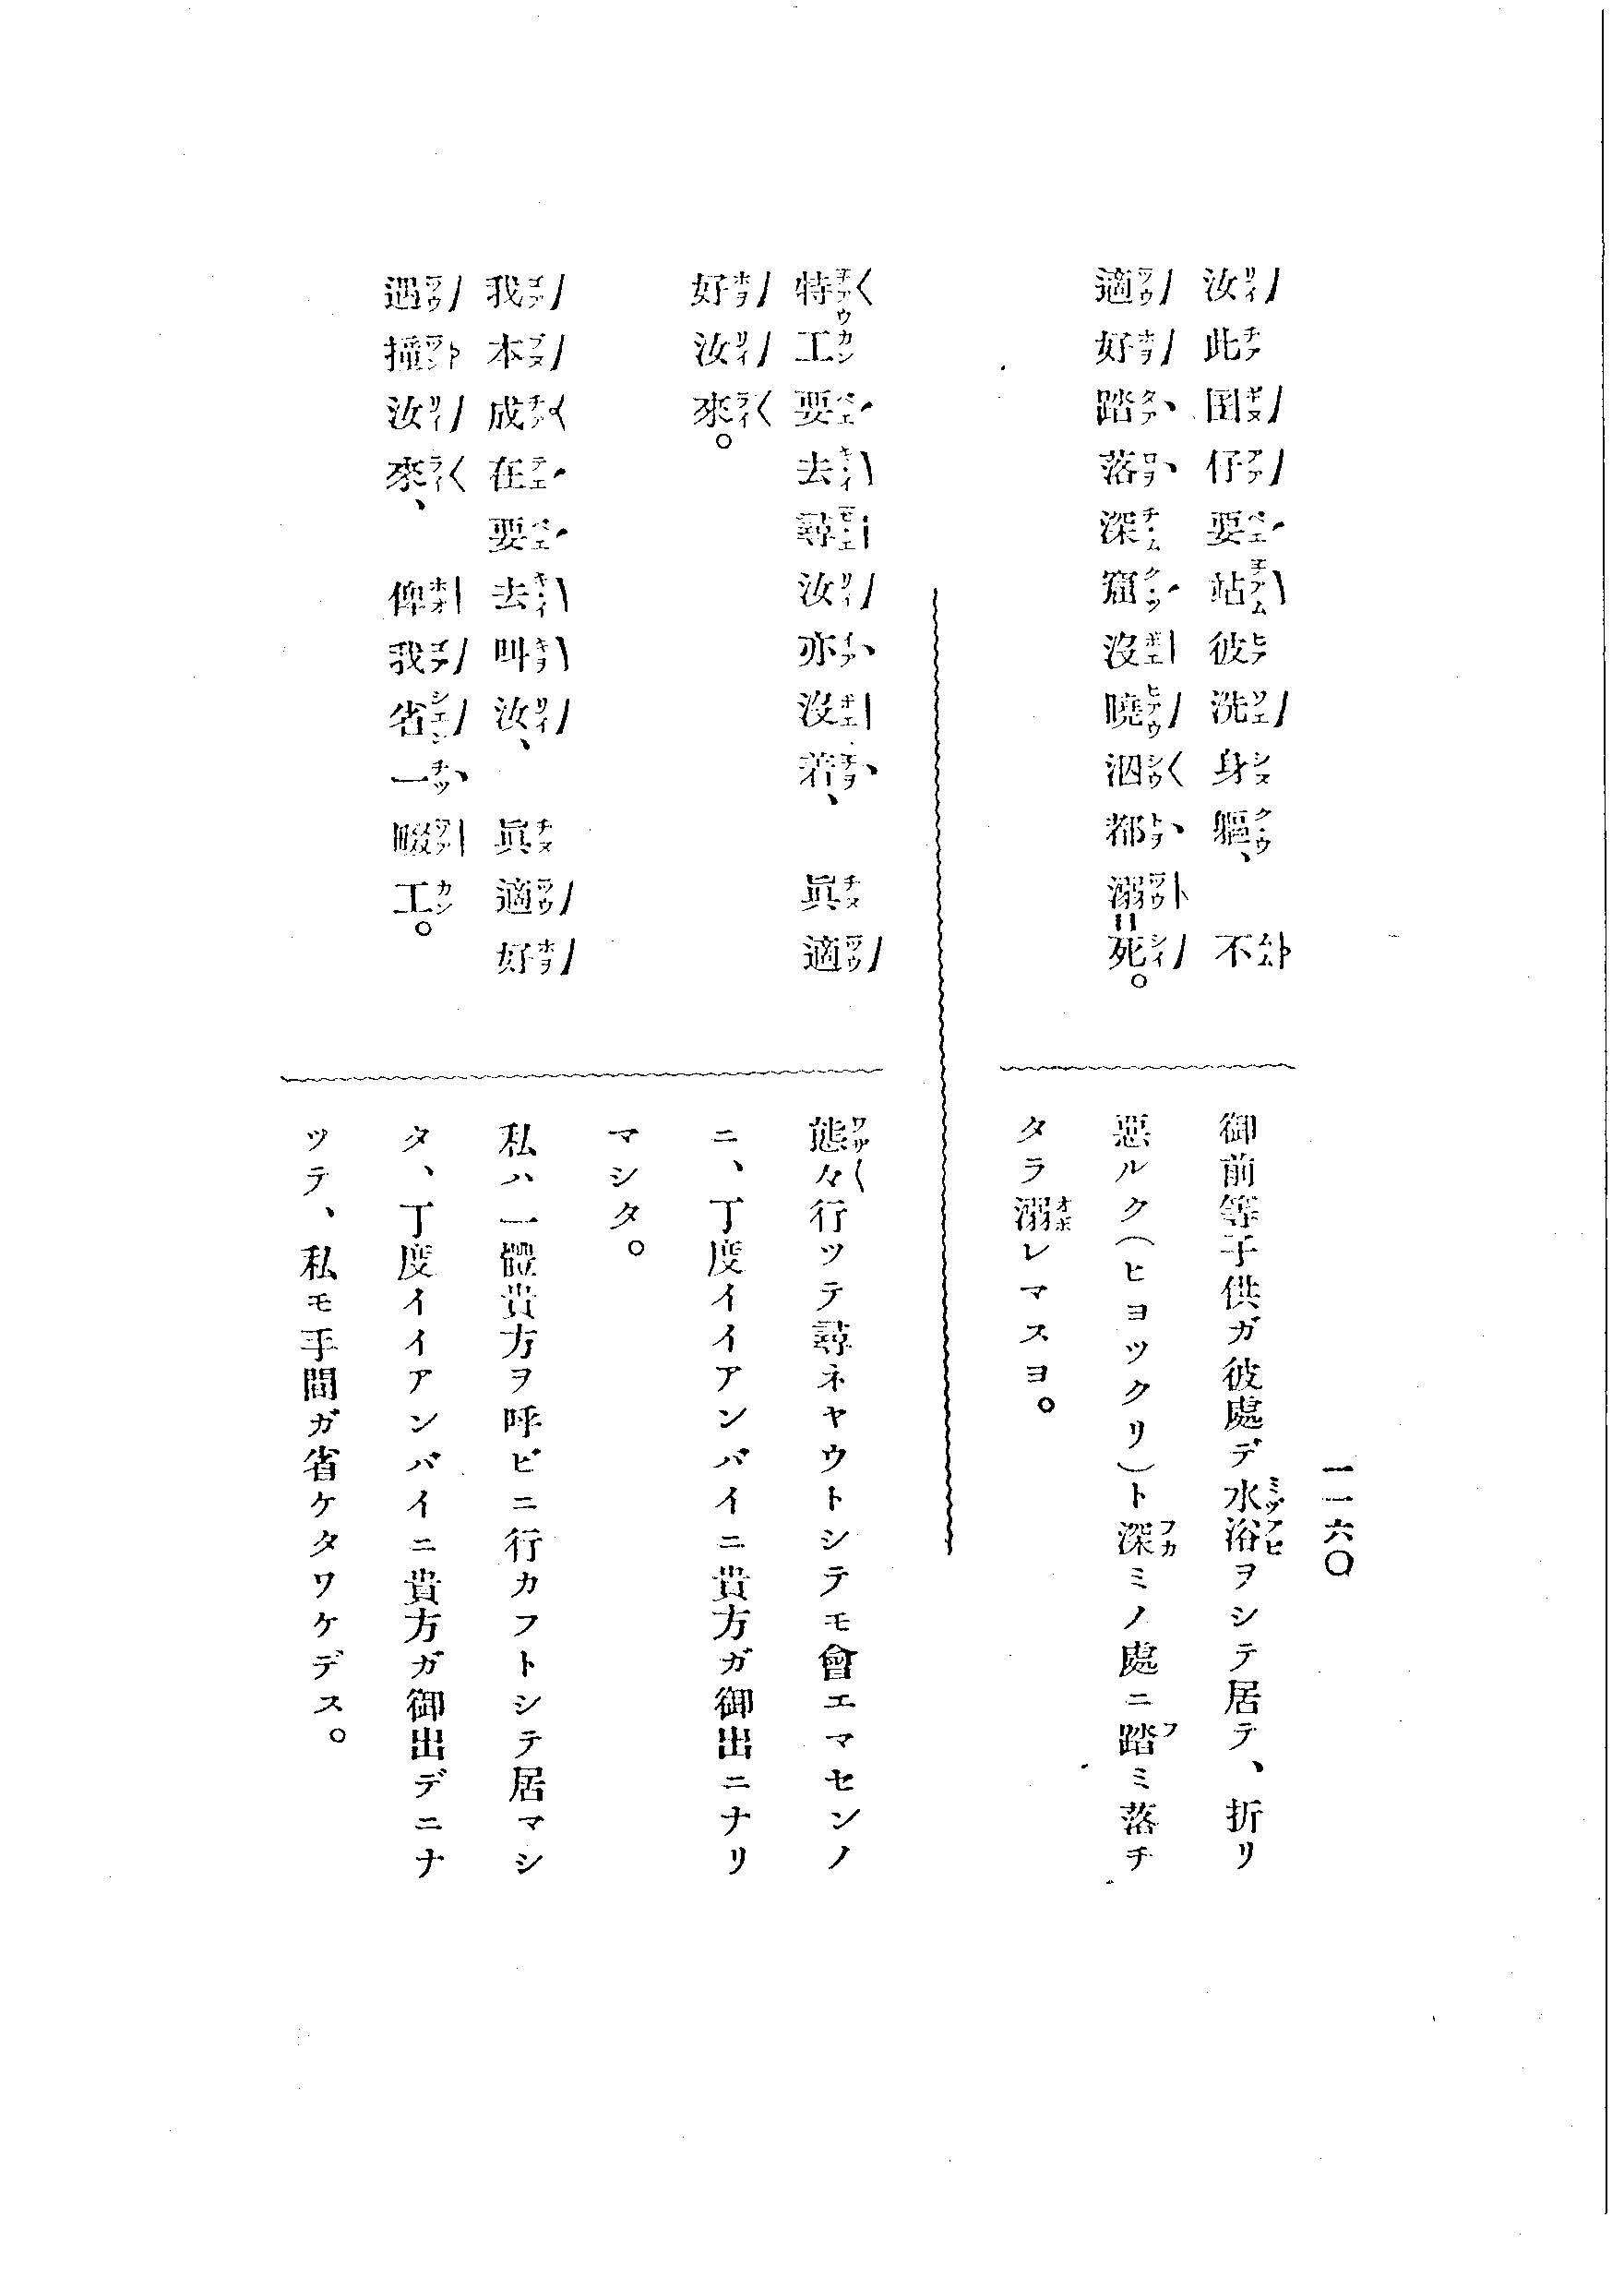 一一六〇
汝此囝仔要站彼洗身軀、不
適好踏落深窟沒曉泅都溺＝死。
御前等子供ガ彼處デ水浴ヲシテ居テ、折リ
惡ルク(ヒヨツクリ)ト深ミノ處ニ踏ミ落チ
タラ溺レマスヨ。
特工要去尋汝亦沒着、眞適
好汝來。
態々行ツテ尋ネヤウトシテモ會エマセンノ
ニ、丁度イイアンバイニ貴方ガ御出ニナリ
マシタ。
我本成在要去叫汝、眞適好
遇撞汝來、俾我省一畷工。
私ハ一體貴方ヲ呼ビニ行カフトシテ居マシ
タ、丁度イイアンバイニ貴方ガ御出デニナ
ツテ、私モ手間ガ省ケタワケデス。